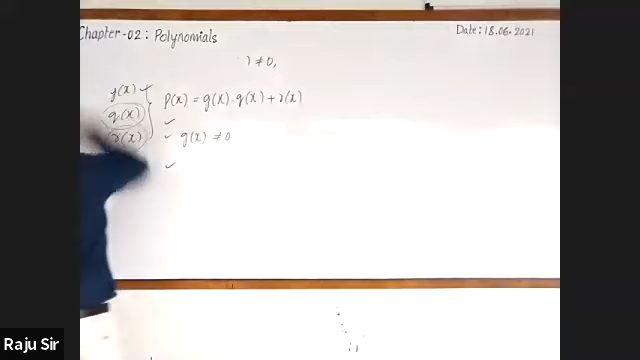 Chapter-02: Polynomials
Date: 18.06.2021
r ≠ 0,
g(x) ✓
q(x)
r(x)
p(x) = g(x) · q(x) + r(x)
✓
✓ g(x) ≠ 0
✓
Raju Sir